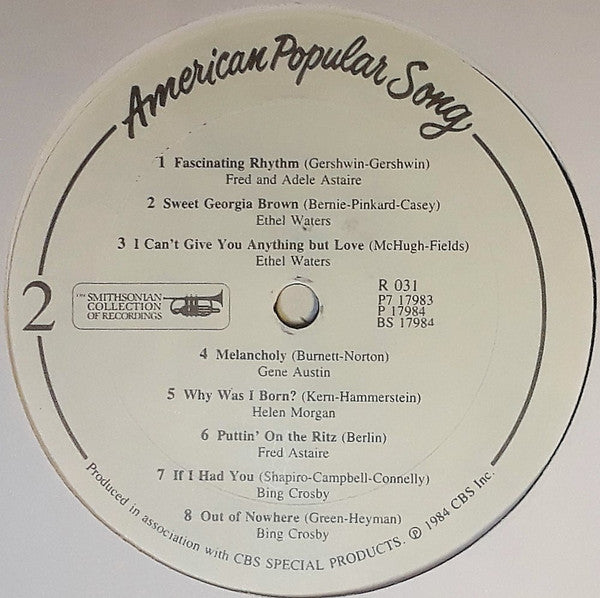 American Popular Song
1 Fascinating Rhythm (Gershwin-Gershwin)
Fred and Adele Astaire
2 Sweet Georgia Brown (Bernie-Pinkard-Casey)
Ethel Waters
3 I Can't Give You Anything but Love (McHugh-Fields)
Ethel Waters
2
THE SMITHSONIAN
COLLECTION
OF RECORDINGS
R 031
P7 17983
P 17984
BS 17984
4 Melancholy (Burnett-Norton)
Gene Austin
5 Why Was I Born? (Kern-Hammerstein)
Helen Morgan
6 Puttin' On the Ritz (Berlin)
Fred Astaire
7 If I Had You (Shapiro-Campbell-Connelly)
Bing Crosby
8 Out of Nowhere (Green-Heyman)
Bing Crosby
Produced in association with CBS SPECIAL PRODUCTS. ℗ 1984 CBS Inc.